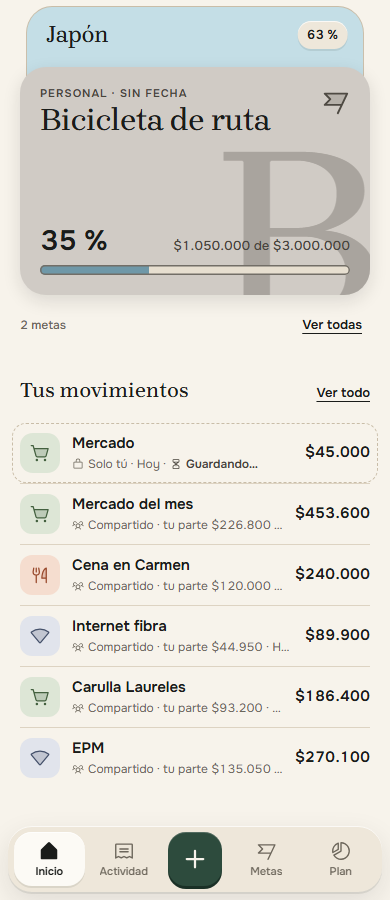 Japón
63 %
PERSONAL · SIN FECHA
Bicicleta de ruta
B
35 %
$1.050.000 de $3.000.000
2 metas
Ver todas
Tus movimientos
Ver todo
Mercado
$45.000
Solo tú · Hoy · Guardando...
Mercado del mes
$453.600
Compartido · tu parte $226.800 ...
Cena en Carmen
$240.000
Compartido · tu parte $120.000 ...
Internet fibra
$89.900
Compartido · tu parte $44.950 · H...
Carulla Laureles
$186.400
Compartido · tu parte $93.200 · ...
EPM
$270.100
Compartido · tu parte $135.050 ...
Inicio
Actividad
Metas
Plan